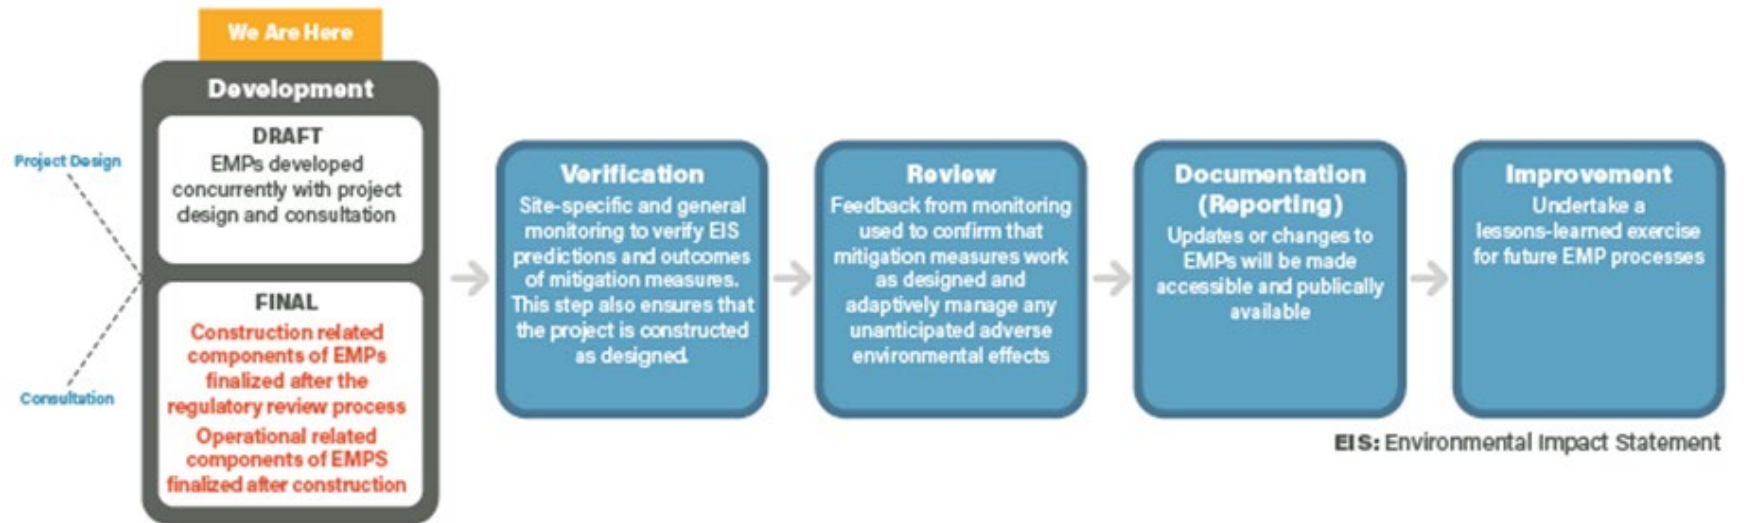 We Are Here
Development
DRAFT
EMPs developed
concurrently with project
design and consultation
FINAL
Construction related
components of EMPs
finalized after the
regulatory review process
Operational related
components of EMPS
finalized after construction
Project Design
Consultation
Verification
Site-specific and general
monitoring to verify EIS
predictions and outcomes
of mitigation measures.
This step also ensures that
the project is constructed
as designed.
Review
Feedback from monitoring
used to confirm that
mitigation measures work
as designed and
adaptively manage any
unanticipated adverse
environmental effects
Documentation
(Reporting)
Updates or changes to
EMPs will be made
accessible and publically
available
Improvement
Undertake a
lessons-learned exercise
for future EMP processes
EIS: Environmental Impact Statement